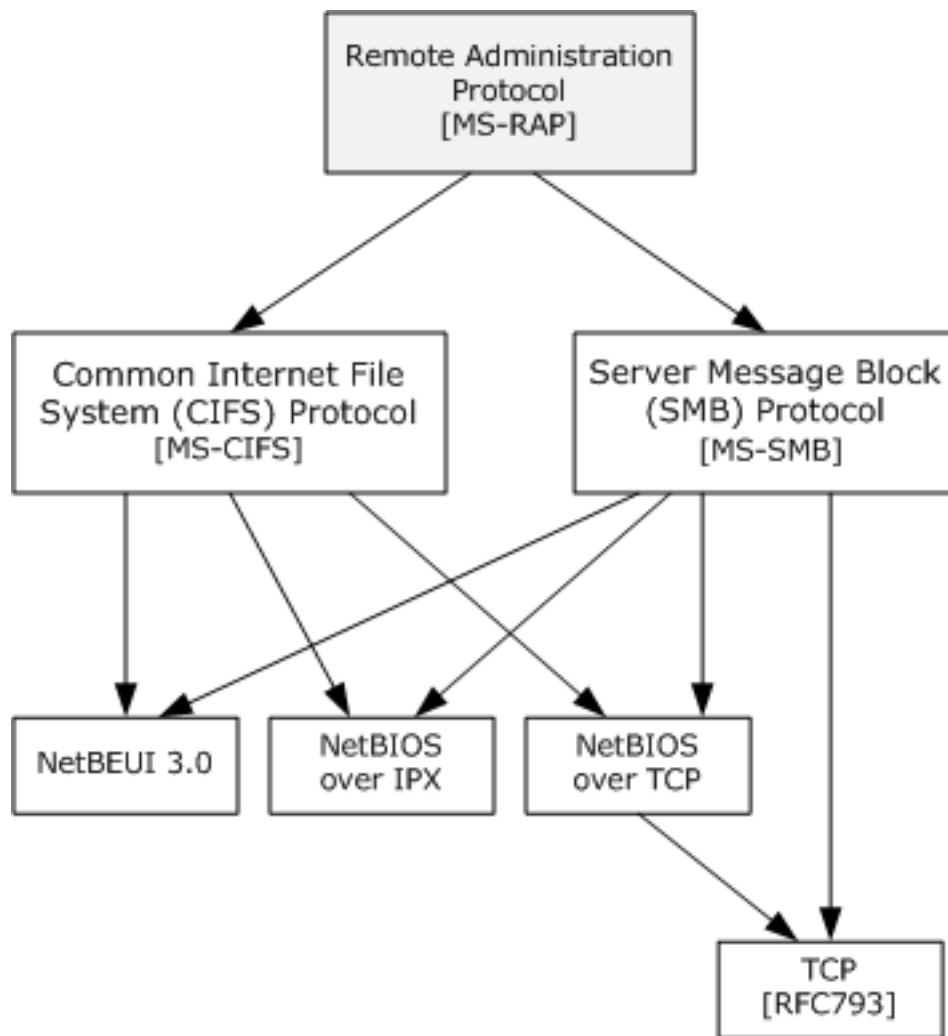 Remote Administration
Protocol
[MS-RAP]
Common Internet File
System (CIFS) Protocol
[MS-CIFS]
Server Message Block
(SMB) Protocol
[MS-SMB]
NetBEUI 3.0
NetBIOS
over IPX
NetBIOS
over TCP
TCP
[RFC793]